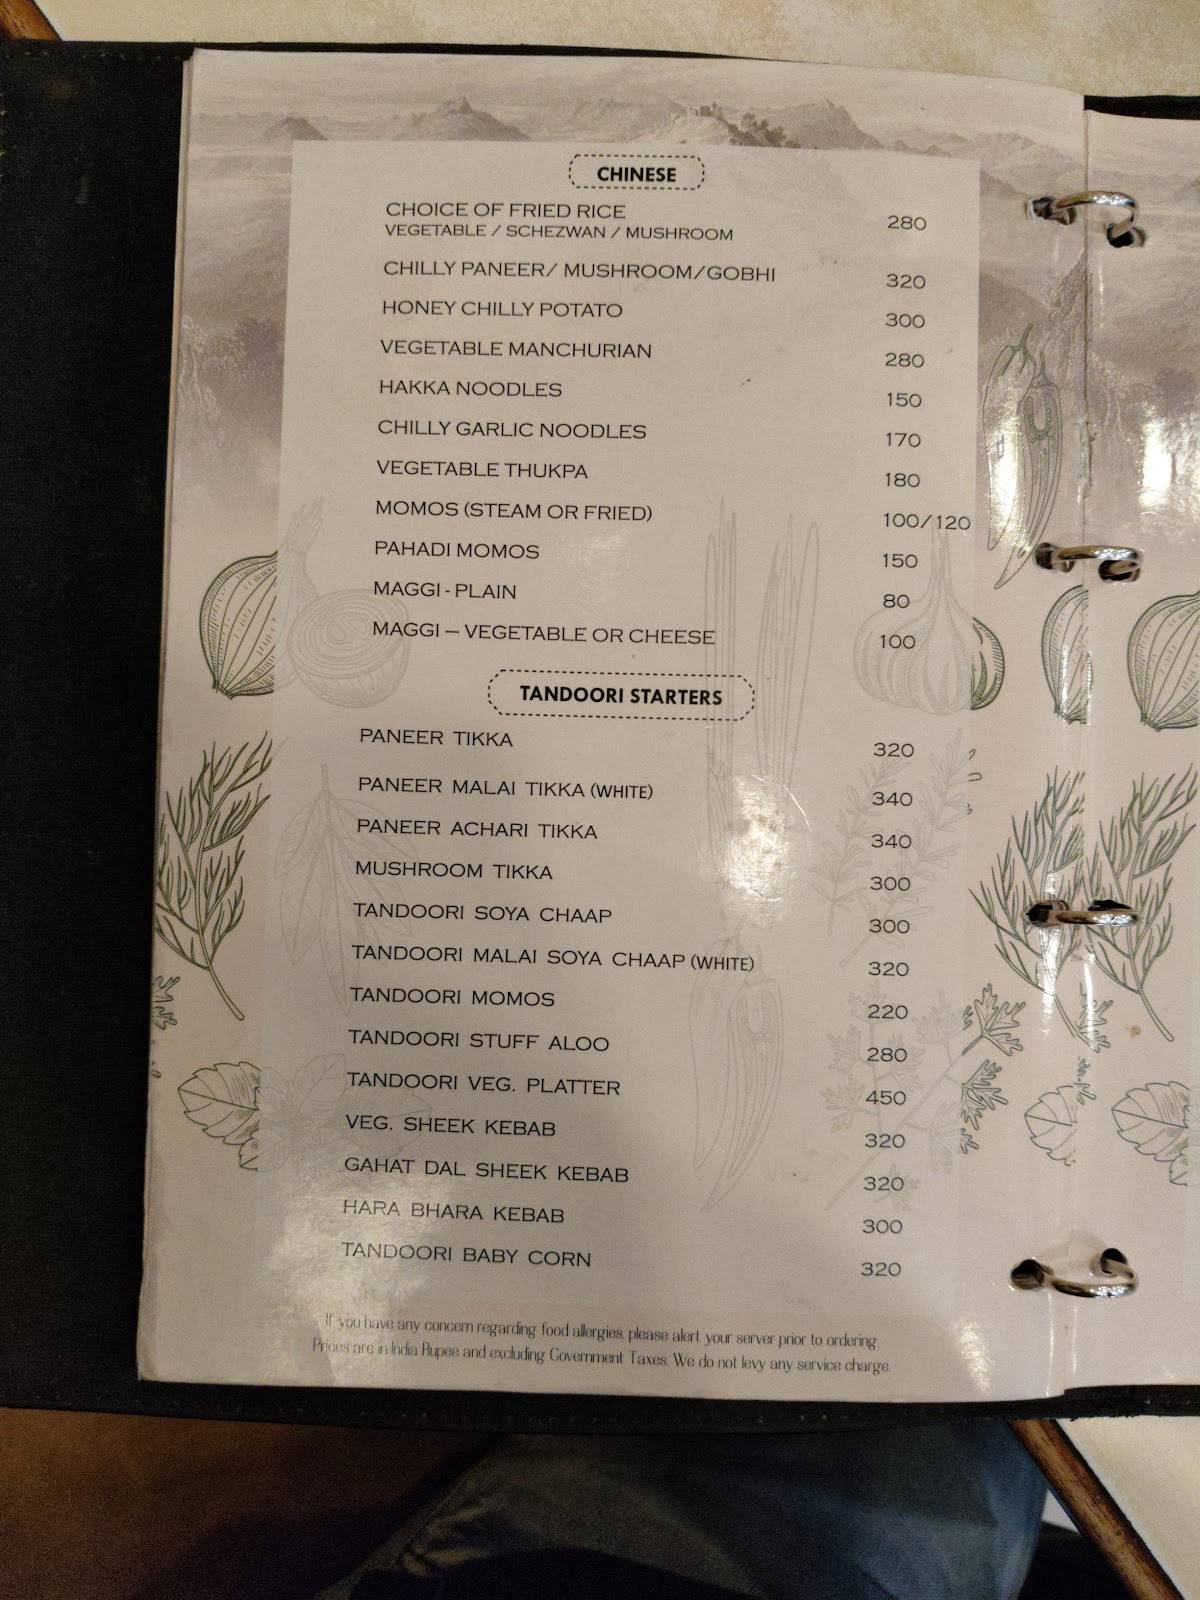 CHINESE
CHOICE OF FRIED RICE 280
VEGETABLE / SCHEZWAN / MUSHROOM
CHILLY PANEER/ MUSHROOM/GOBHI 320
HONEY CHILLY POTATO 300
VEGETABLE MANCHURIAN 280
HAKKA NOODLES 150
CHILLY GARLIC NOODLES 170
VEGETABLE THUKPA 180
MOMOS (STEAM OR FRIED) 100/120
PAHADI MOMOS 150
MAGGI - PLAIN 80
MAGGI – VEGETABLE OR CHEESE 100
TANDOORI STARTERS
PANEER TIKKA 320
PANEER MALAI TIKKA (WHITE) 340
PANEER ACHARI TIKKA 340
MUSHROOM TIKKA 300
TANDOORI SOYA CHAAP 300
TANDOORI MALAI SOYA CHAAP (WHITE) 320
TANDOORI MOMOS 220
TANDOORI STUFF ALOO 280
TANDOORI VEG. PLATTER 450
VEG. SHEEK KEBAB 320
GAHAT DAL SHEEK KEBAB 320
HARA BHARA KEBAB 300
TANDOORI BABY CORN 320
If you have any concern regarding food allergies, please alert your server prior to ordering.
Prices are in India Rupee and excluding Government Taxes. We do not levy any service charge.